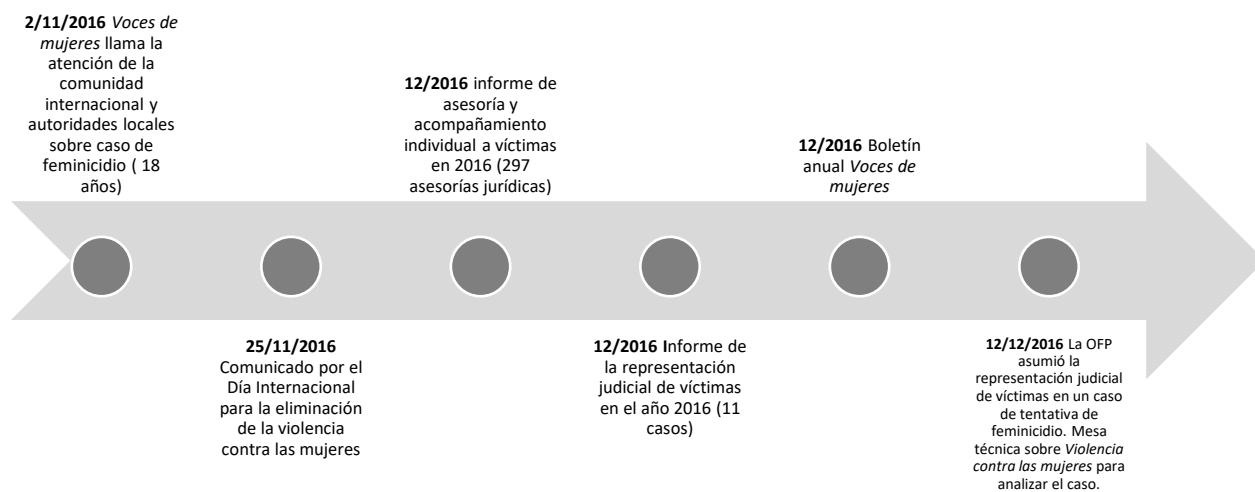 2/11/2016 Voces de
mujeres llama la
atención de la
comunidad
internacional y
autoridades locales
sobre caso de
feminicidio ( 18
años)
25/11/2016
Comunicado por el
Día Internacional
para la eliminación
de la violencia
contra las mujeres
12/2016 informe de
asesoría y
acompañamiento
individual a víctimas
en 2016 (297
asesorías jurídicas)
12/2016 Informe de
la representación
judicial de víctimas
en el año 2016 (11
casos)
12/2016 Boletín
anual Voces de
mujeres
12/12/2016 La OFP
asumió la
representación judicial
de víctimas en un caso
de tentativa de
feminicidio. Mesa
técnica sobre Violencia
contra las mujeres para
analizar el caso.